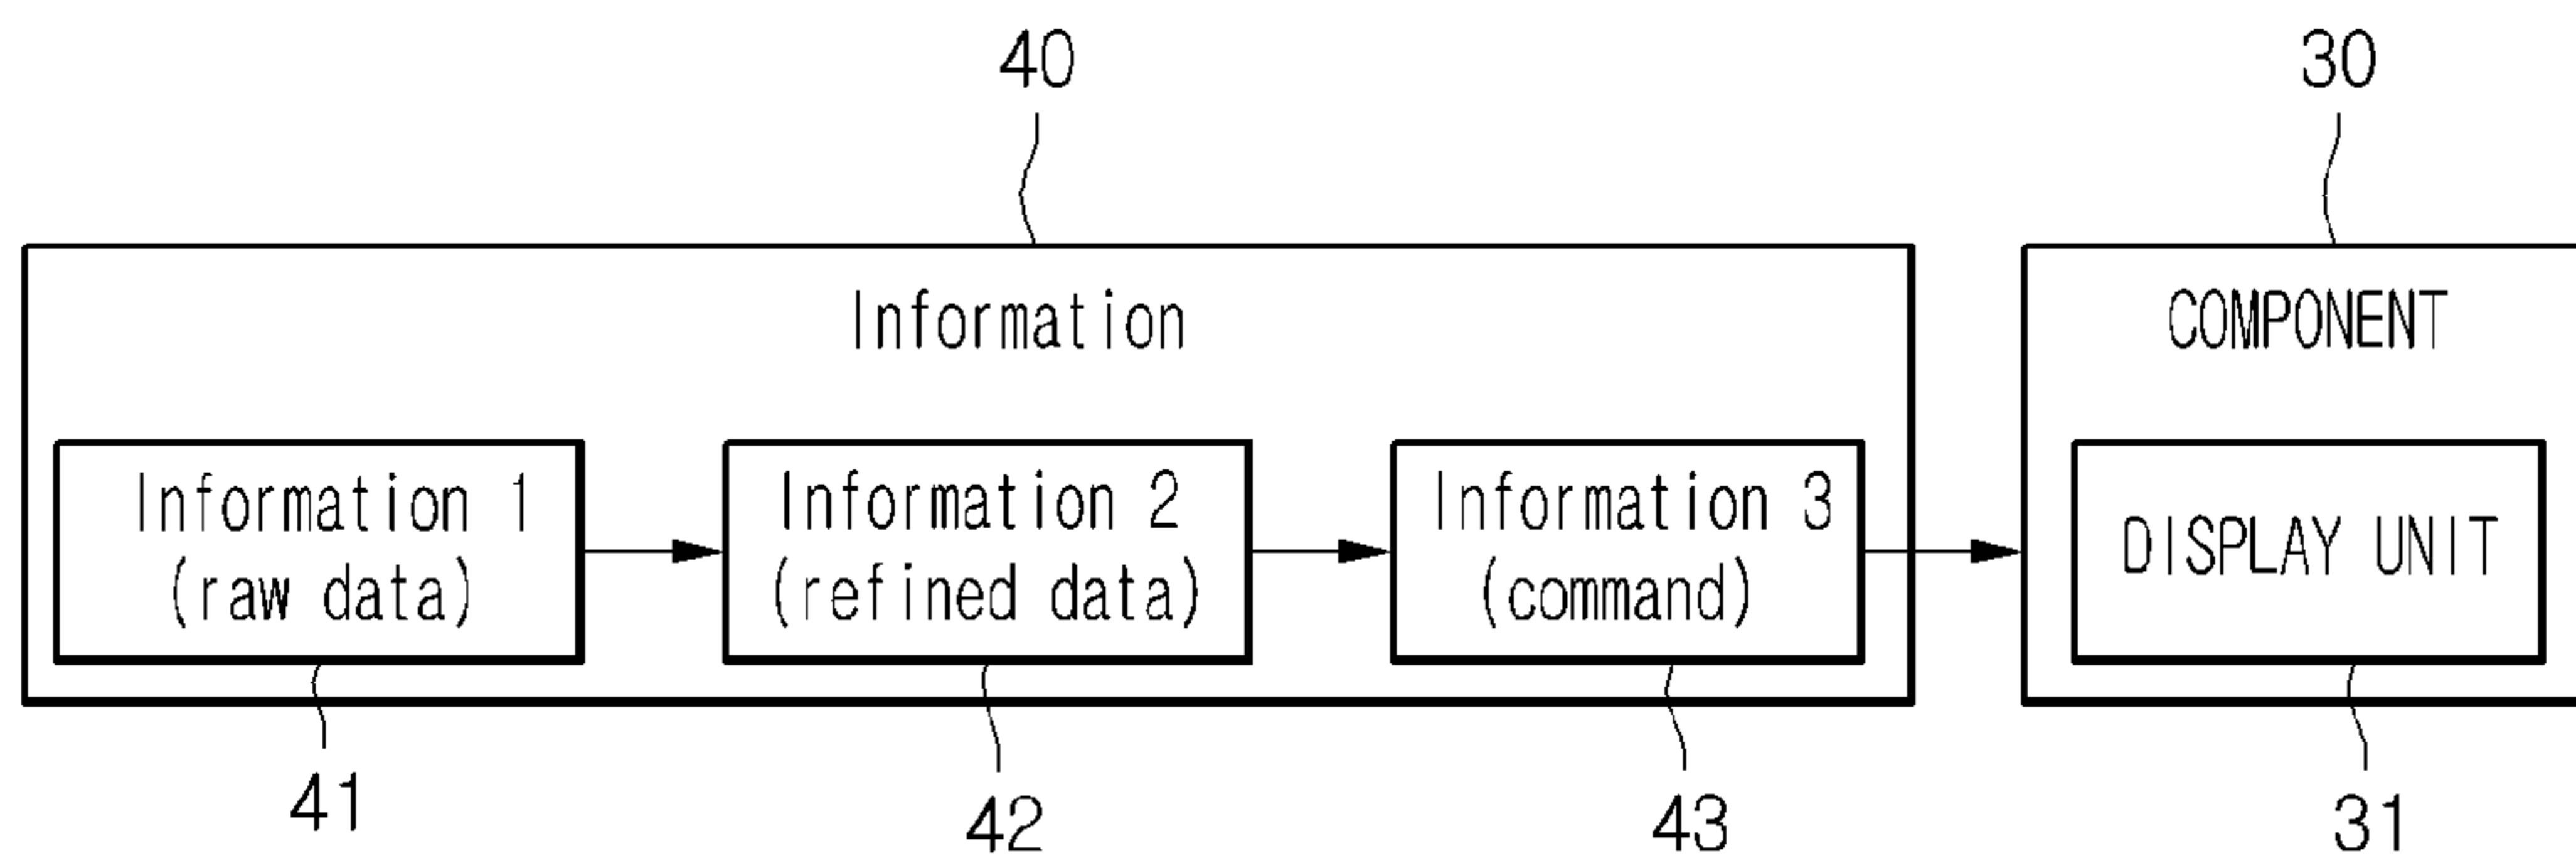 40
30
Information
COMPONENT
Information 1
(raw data)
Information 2
(refined data)
Information 3
(command)
DISPLAY UNIT
41
42
43
31